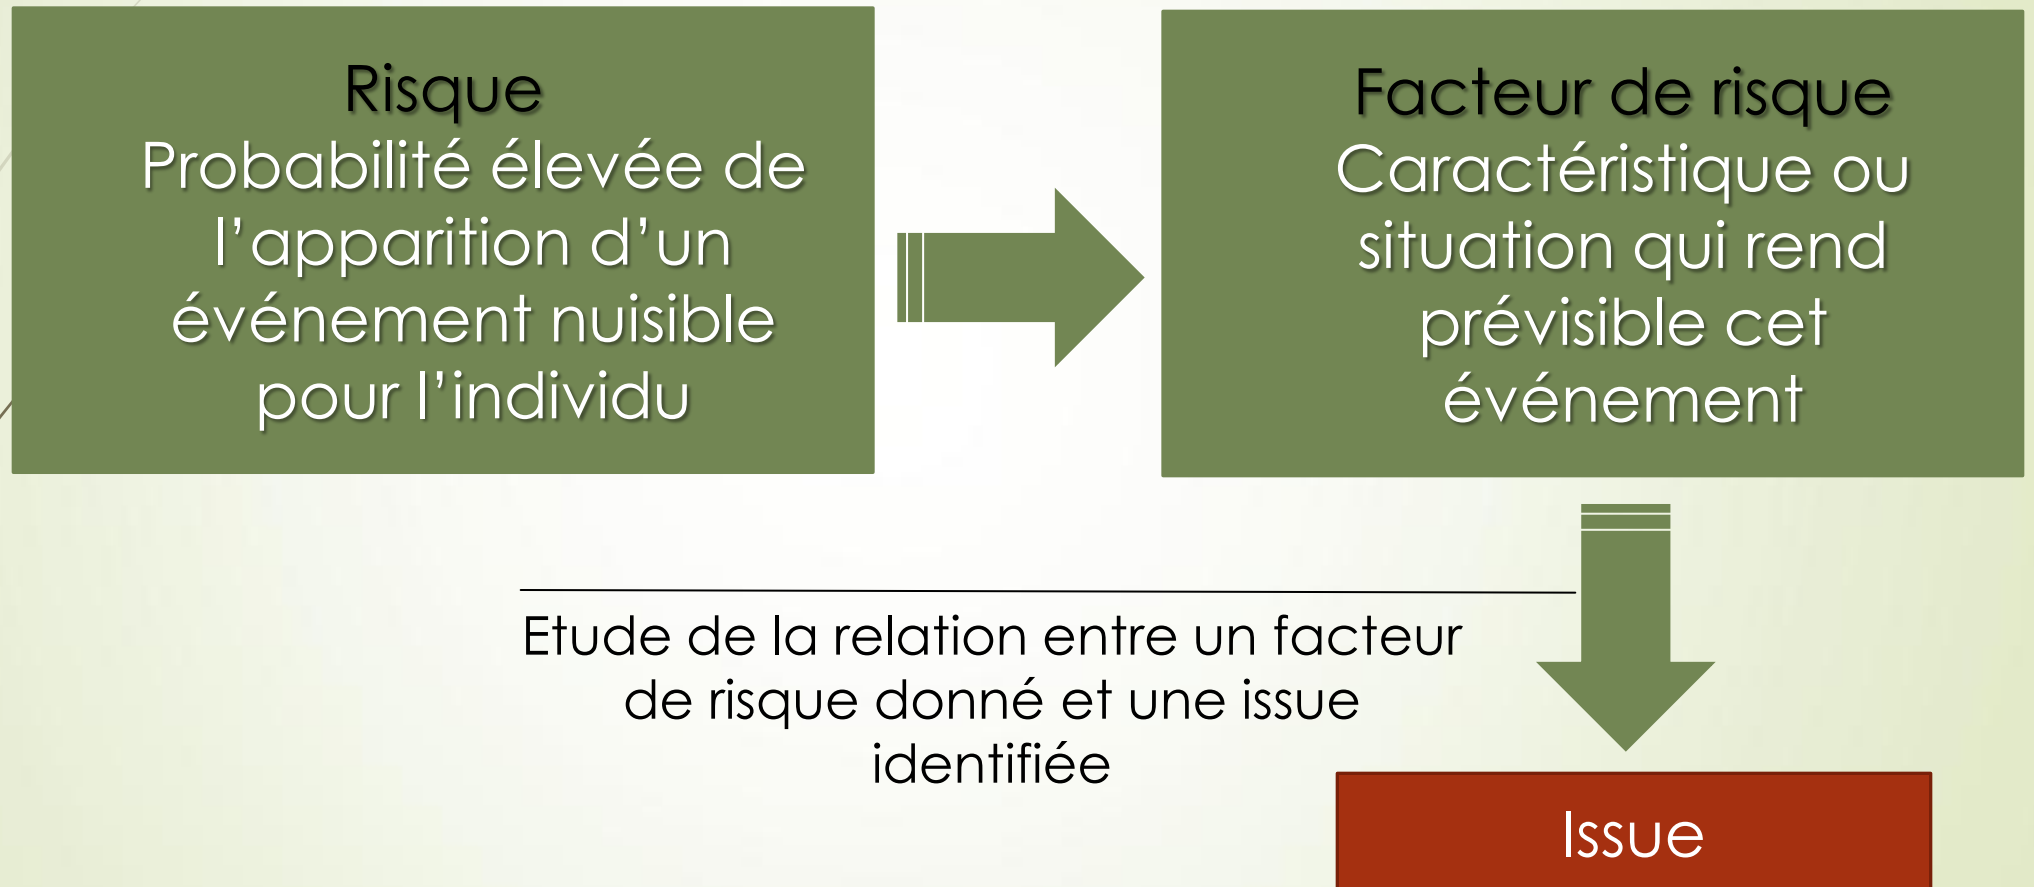 Risque
Probabilité élevée de
l’apparition d’un
événement nuisible
pour l’individu
Facteur de risque
Caractéristique ou
situation qui rend
prévisible cet
événement
Etude de la relation entre un facteur
de risque donné et une issue
identifiée
Issue